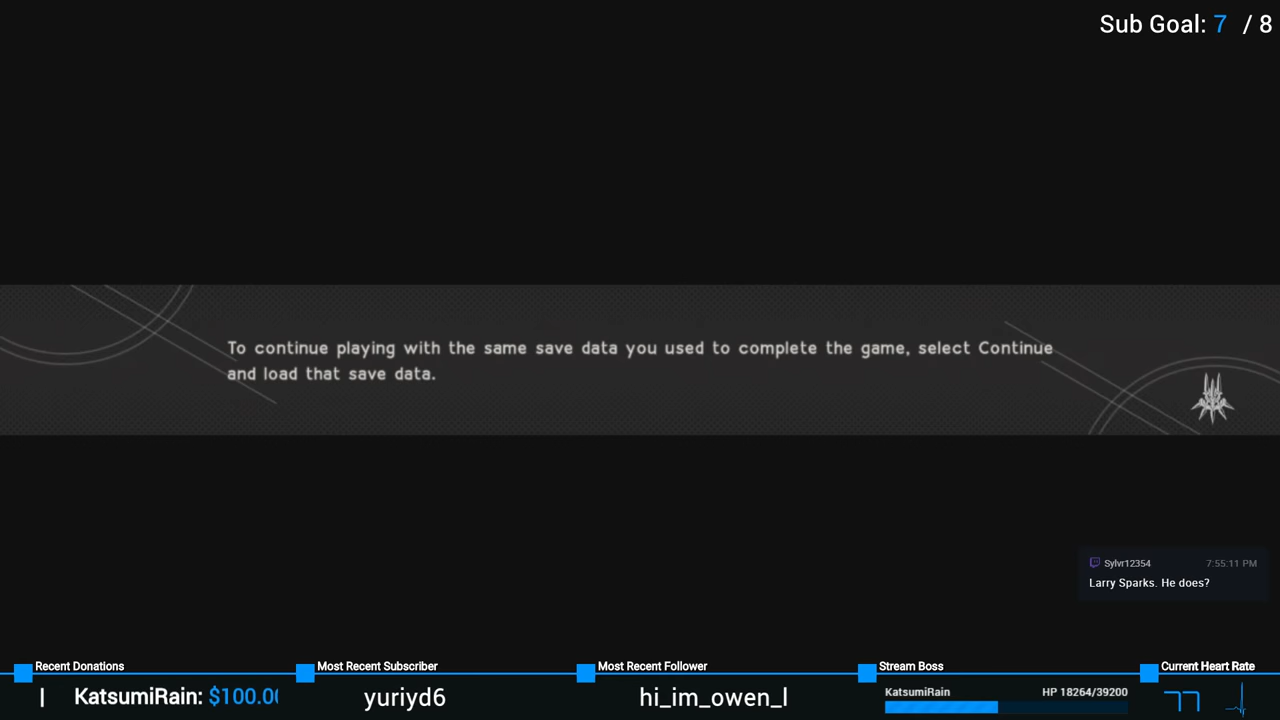 Sub Goal: 7 / 8
To continue playing with the same save data you used to complete the game, select Continue
and load that save data.
Sylvr12354 7:55:11 PM
Larry Sparks. He does?
Recent Donations
Most Recent Subscriber
Most Recent Follower
Stream Boss
Current Heart Rate
| KatsumiRain: $100.0
yuriyd6
hi_im_owen_l
KatsumiRain HP 18264/39200
77